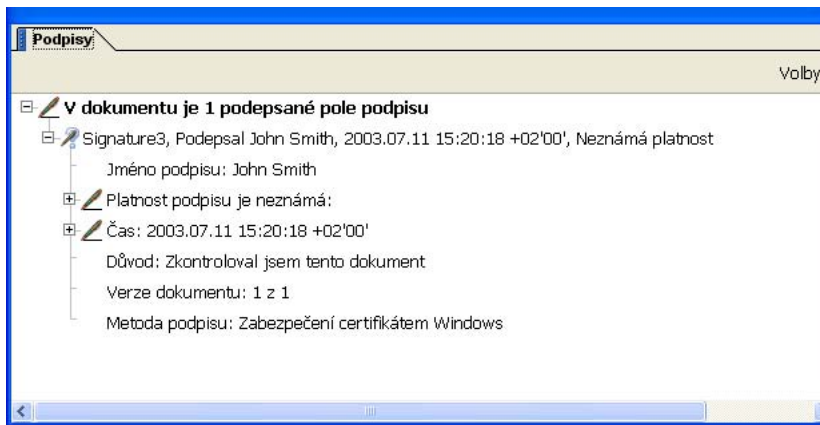 Podpisy
Volby
V dokumentu je 1 podepsané pole podpisu
Signature3, Podepsal John Smith, 2003.07.11 15:20:18 +02'00', Neznámá platnost
Jméno podpisu: John Smith
Platnost podpisu je neznámá:
Čas: 2003.07.11 15:20:18 +02'00'
Důvod: Zkontroloval jsem tento dokument
Verze dokumentu: 1 z 1
Metoda podpisu: Zabezpečení certifikátem Windows